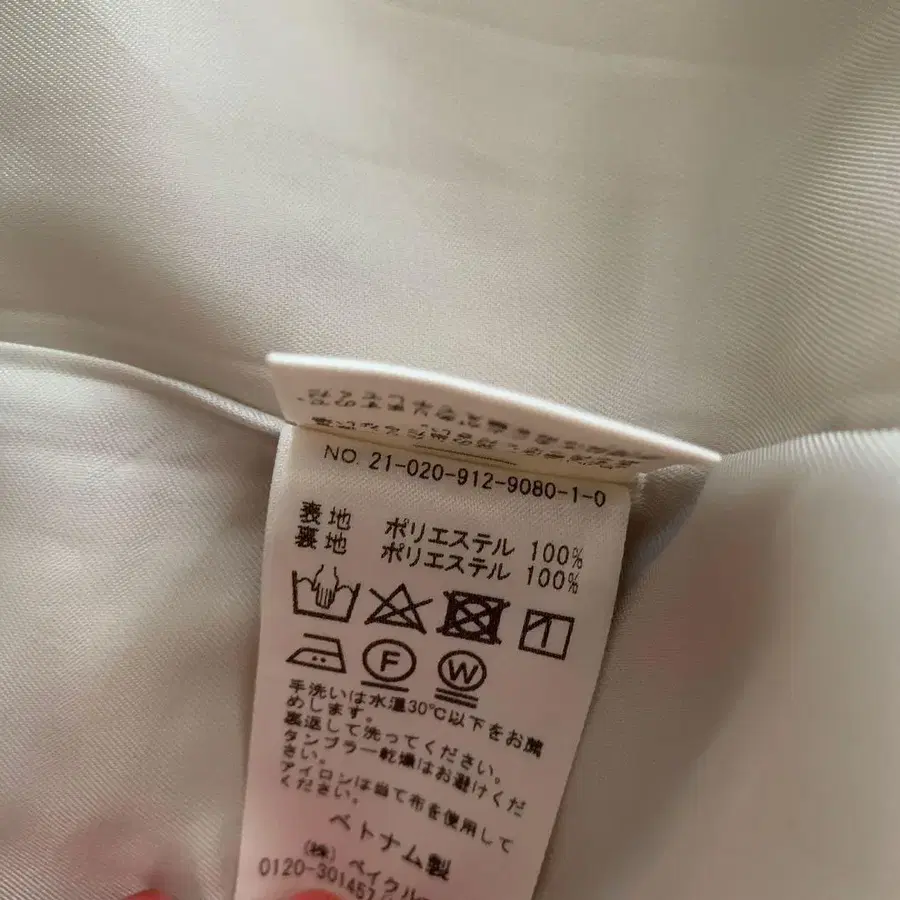 NO. 21-020-912-9080-1-0
表地 ポリエステル 100%
裏地 ポリエステル 100%
F W
手洗いは水温30℃以下をお薦
めします。
裏返して洗ってください。
タンブラー乾燥はお避けくだ
さい。
アイロンは当て布を使用して
ください。
ベトナム製
(株) ベイクル
0120-301457